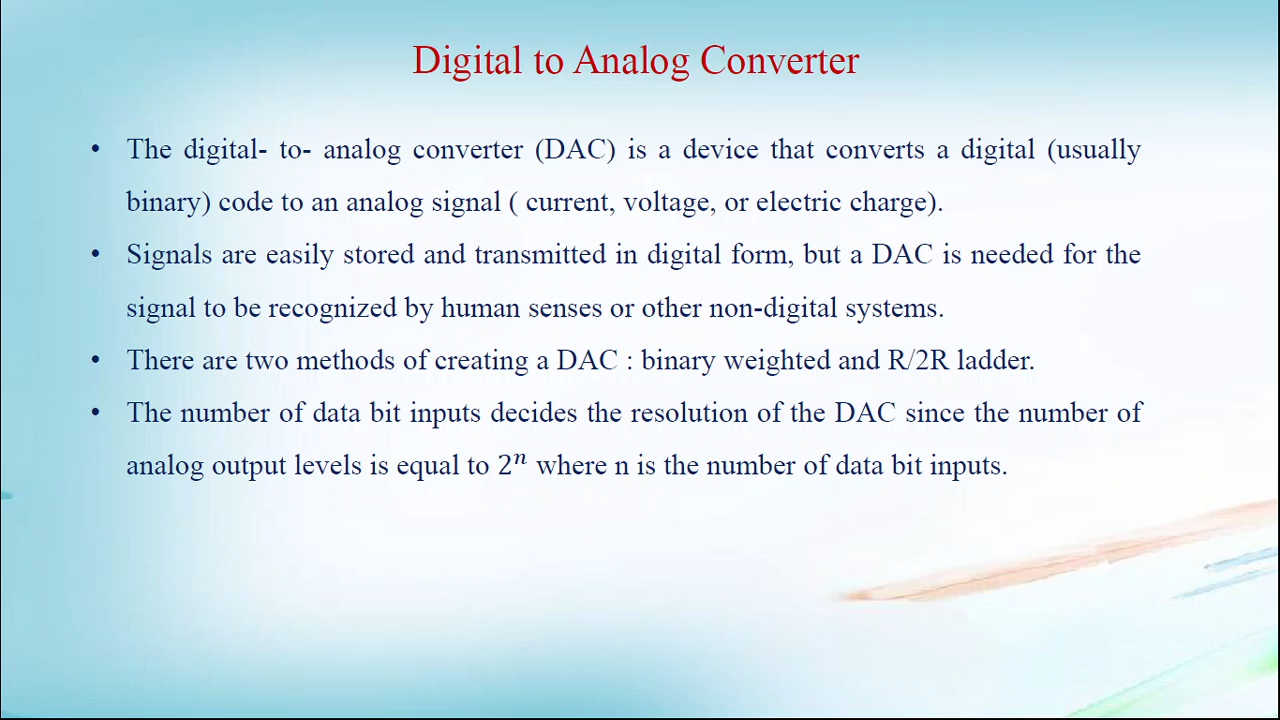 Digital to Analog Converter
• The digital- to- analog converter (DAC) is a device that converts a digital (usually
binary) code to an analog signal ( current, voltage, or electric charge).
• Signals are easily stored and transmitted in digital form, but a DAC is needed for the
signal to be recognized by human senses or other non-digital systems.
• There are two methods of creating a DAC : binary weighted and R/2R ladder.
• The number of data bit inputs decides the resolution of the DAC since the number of
analog output levels is equal to 2ⁿ where n is the number of data bit inputs.